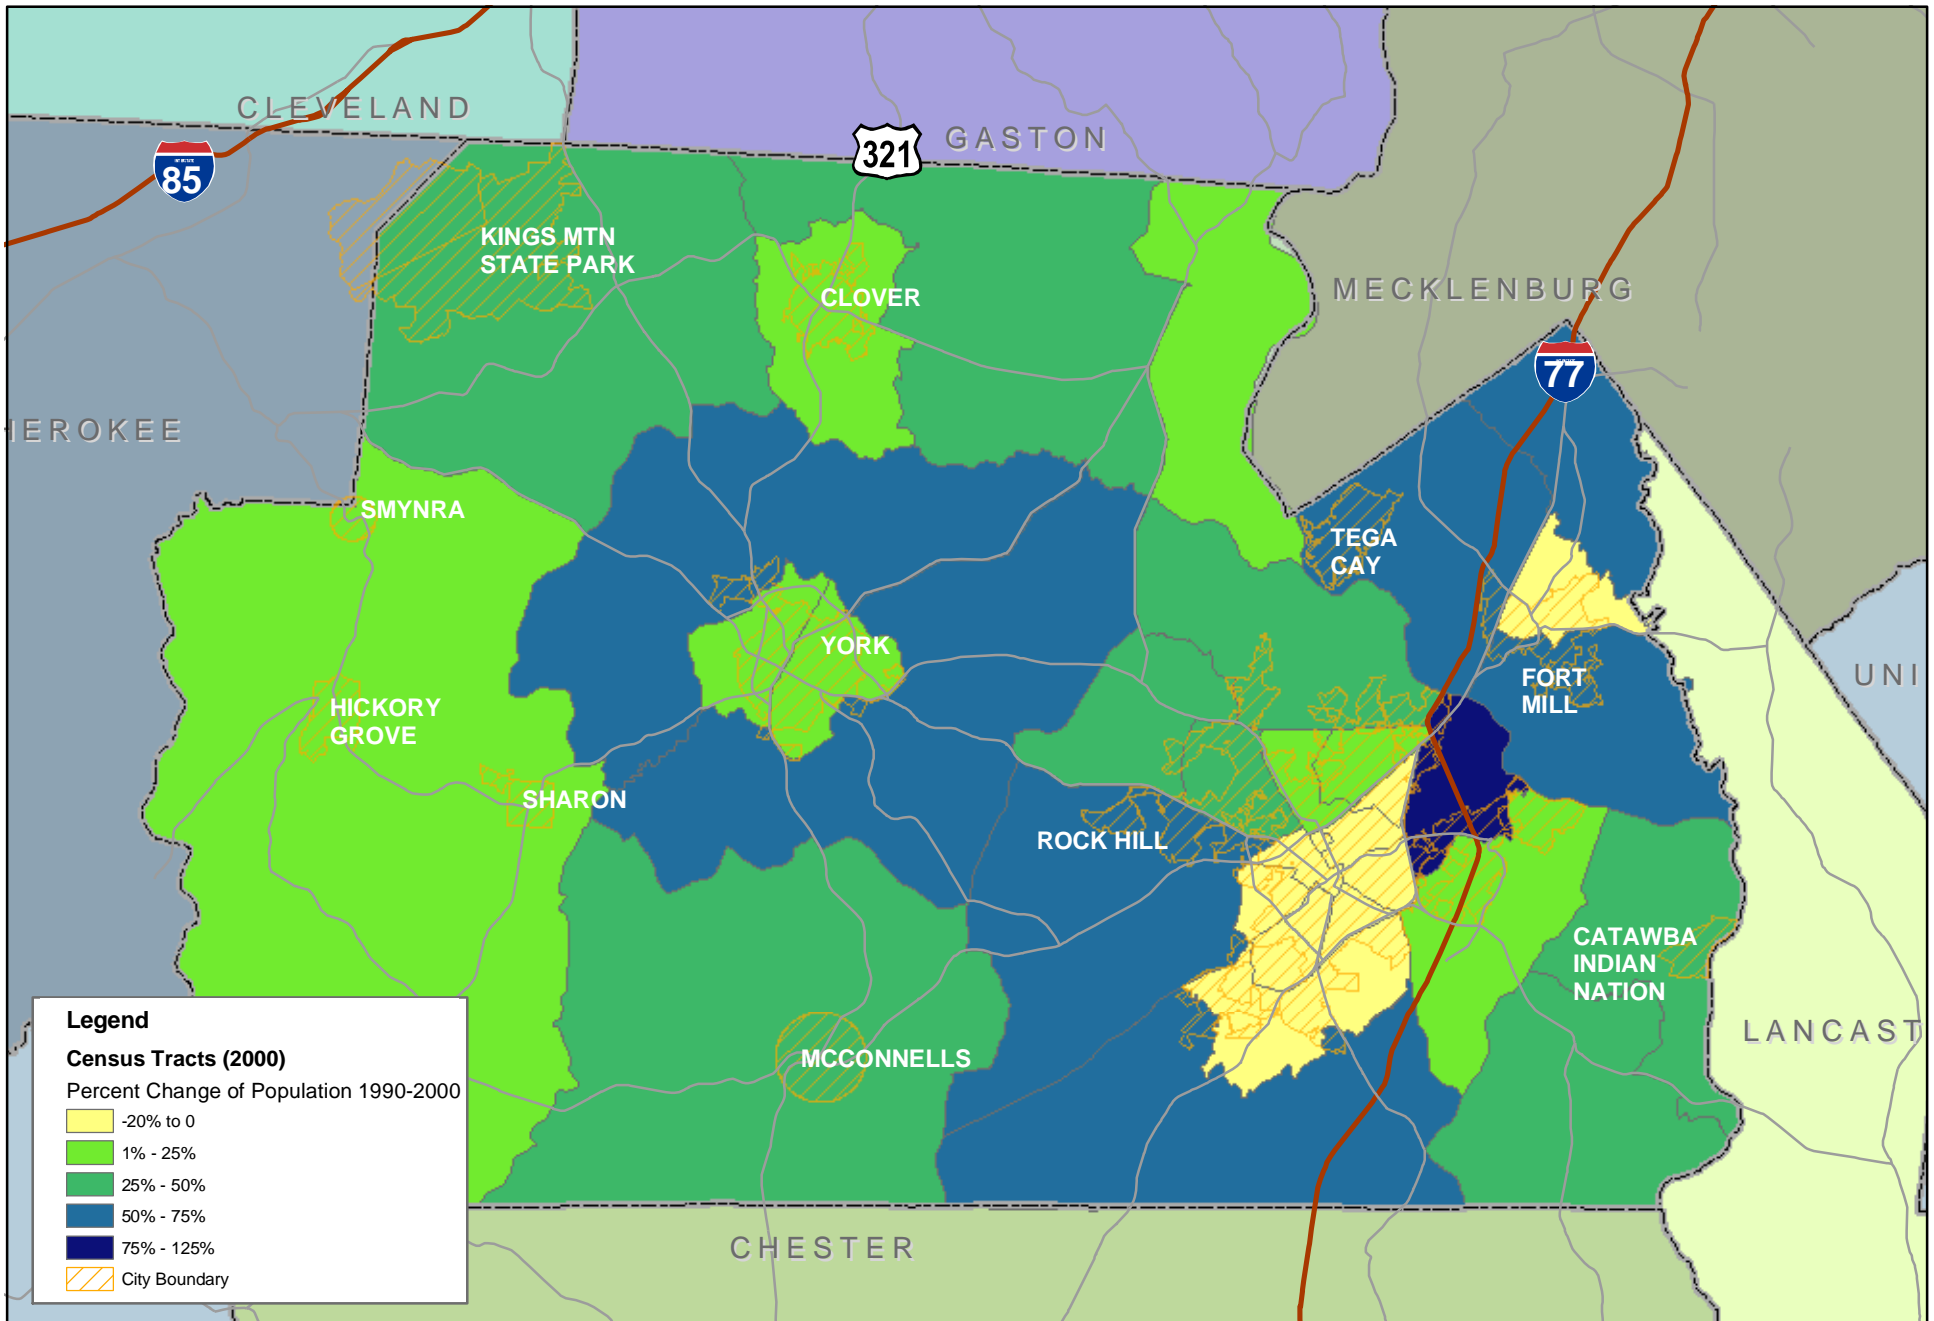 CLEVELAND
GASTON
321
85
KINGS MTN
STATE PARK
CLOVER
MECKLENBURG
77
HEROKEE
SMYNRA
TEGA
CAY
YORK
FORT
MILL
UNI
HICKORY
GROVE
SHARON
ROCK HILL
CATAWBA
INDIAN
NATION
LANCAST
MCCONNELLS
CHESTER
Legend
Census Tracts (2000)
Percent Change of Population 1990-2000
-20% to 0
1% - 25%
25% - 50%
50% - 75%
75% - 125%
City Boundary